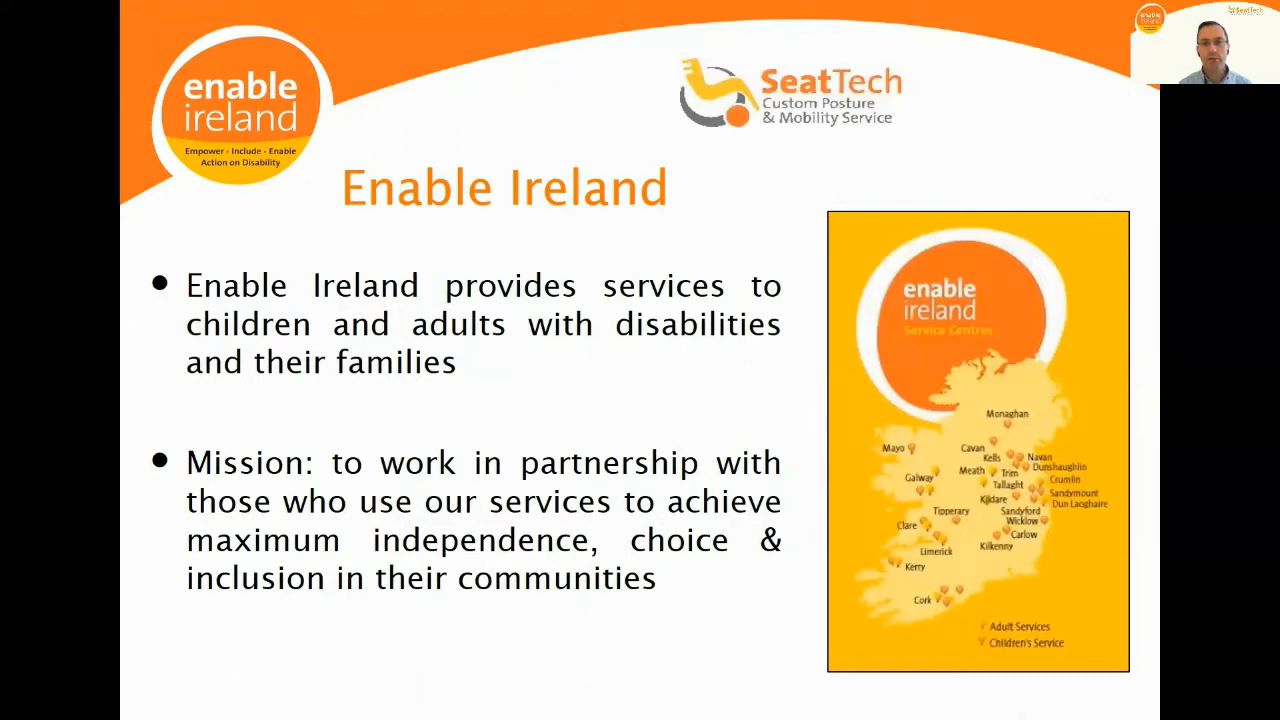 enable
ireland
Empower - Include - Enable
Action on Disability
SeatTech
Custom Posture
& Mobility Service
enable
ireland
SeatTech
Enable Ireland
• Enable Ireland provides services to
children and adults with disabilities
and their families
• Mission: to work in partnership with
those who use our services to achieve
maximum independence, choice &
inclusion in their communities
enable
ireland
Service Centres
Monaghan
Mayo
Cavan
Kells
Navan
Dunshaughlin
Galway
Meath
Trim
Crumlin
Tallaght
Sandymount
Kildare
Dun Laoghaire
Tipperary
Sandyford
Wicklow
Clare
Carlow
Limerick
Kilkenny
Kerry
Cork
Adult Services
Children's Service